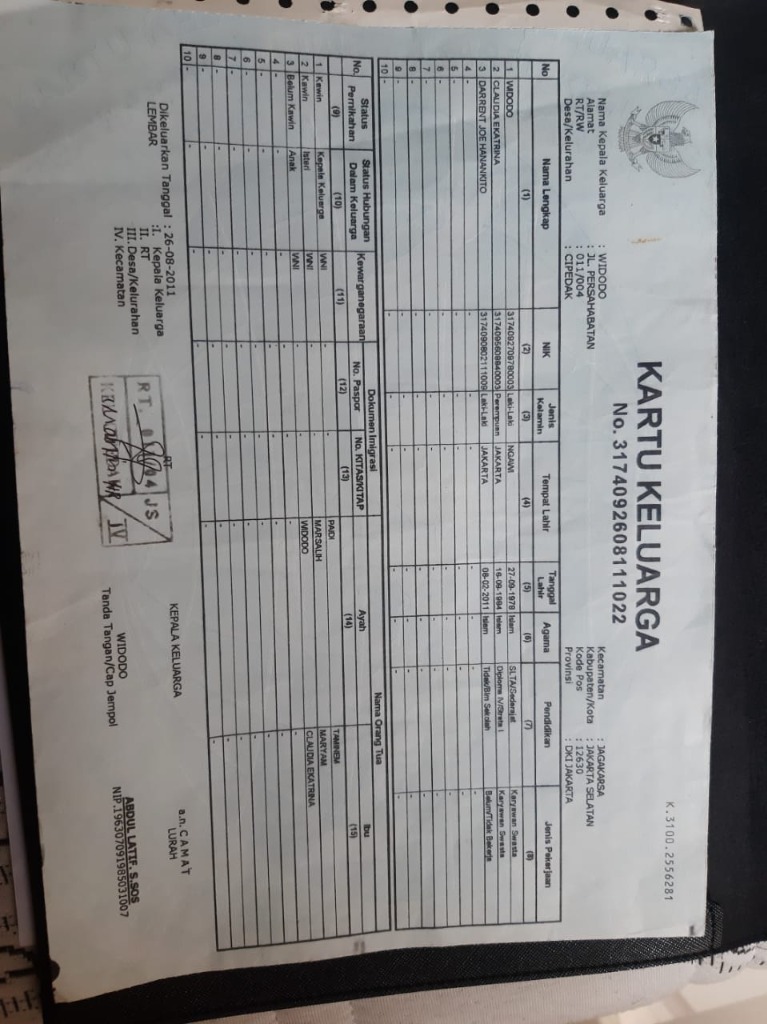 K.3100.2556281
KARTU KELUARGA
No. 3174092608111022
Nama Kepala Keluarga : WIDODO
Alamat : JL. PERSAHABATAN
RT/RW : 011/004
Desa/Kelurahan : CIPEDAK
Kecamatan : JAGAKARSA
Kabupaten/Kota : JAKARTA SELATAN
Kode Pos : 12630
Provinsi : DKI JAKARTA
No Nama Lengkap NIK Jenis Kelamin Tempat Lahir Tanggal Lahir Agama Pendidikan Jenis Pekerjaan
(1) (2) (3) (4) (5) (6) (7) (8)
1 WIDODO 3174092709780003 Laki-Laki NGAWI 27-09-1978 Islam SLTA/Sederajat Karyawan Swasta
2 CLAUDIA EKATRINA 3174095609840003 Perempuan JAKARTA 16-09-1984 Islam Diploma IV/Strata I Karyawan Swasta
3 DARRENT JOE HANANKITO 3174090802111009 Laki-Laki JAKARTA 08-02-2011 Islam Tidak/Blm Sekolah Belum/Tidak Bekerja
4 - - - - - - - -
5 - - - - - - - -
6 - - - - - - - -
7 - - - - - - - -
8 - - - - - - - -
9 - - - - - - - -
10 - - - - - - - -
No. Status Pernikahan Status Hubungan Dalam Keluarga Kewarganegaraan Dokumen Imigrasi Nama Orang Tua
No. Paspor No. KITAS/KITAP Ayah Ibu
(9) (10) (11) (12) (13) (14) (15)
1 Kawin Kepala Keluarga WNI - - PAIDI TAMINEM
2 Kawin Isteri WNI - - MARSALIH MARYAM
3 Belum Kawin Anak WNI - - WIDODO CLAUDIA EKATRINA
4 - - - - - - -
5 - - - - - - -
6 - - - - - - -
7 - - - - - - -
8 - - - - - - -
9 - - - - - - -
10 - - - - - - -
Dikeluarkan Tanggal : 26-08-2011
LEMBAR : I. Kepala Keluarga
II. RT
III. Desa/Kelurahan
IV. Kecamatan
RT
RT. JS
IV
KEPALA KELUARGA
WIDODO
Tanda Tangan/Cap Jempol
a.n. CAMAT
LURAH
ABDUL LATIF, S.SOS
NIP.196307091985031007